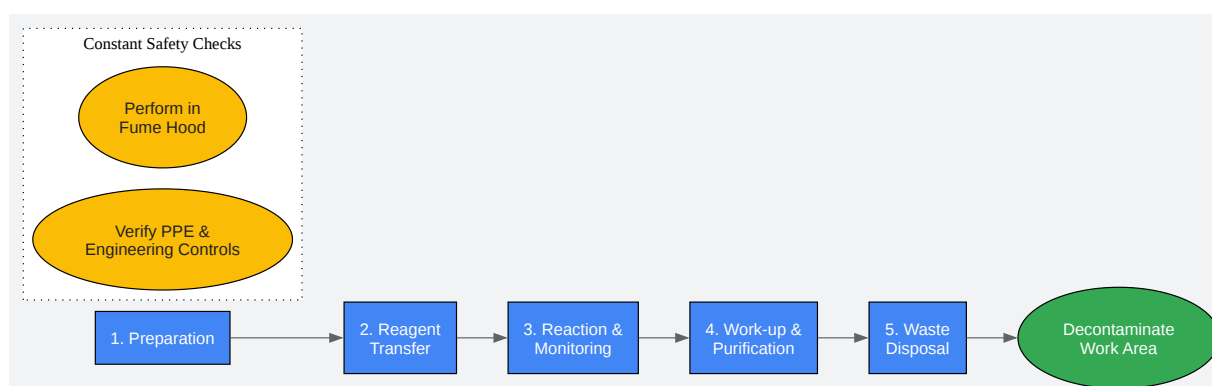 Constant Safety Checks
Perform in
Fume Hood
Verify PPE &
Engineering Controls
1. Preparation
2. Reagent
Transfer
3. Reaction &
Monitoring
4. Work-up &
Purification
5. Waste
Disposal
Decontaminate
Work Area